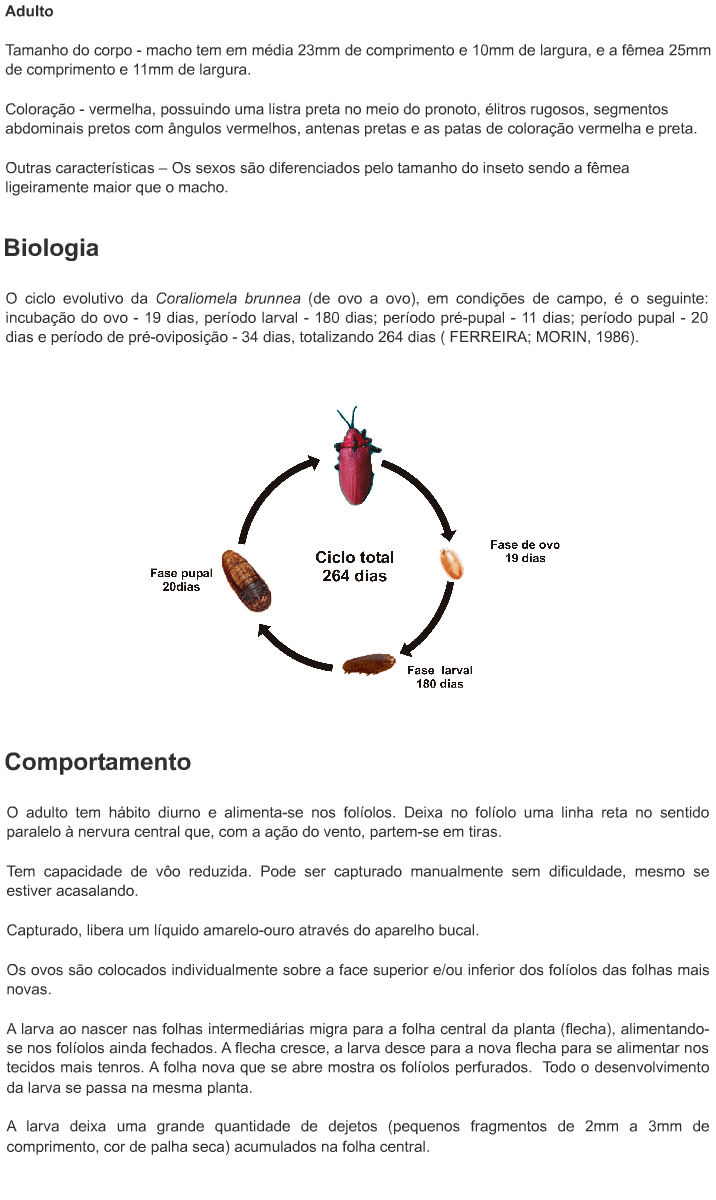 Adulto
Tamanho do corpo - macho tem em média 23mm de comprimento e 10mm de largura, e a fêmea 25mm
de comprimento e 11mm de largura.
Coloração - vermelha, possuindo uma listra preta no meio do pronoto, élitros rugosos, segmentos
abdominais pretos com ângulos vermelhos, antenas pretas e as patas de coloração vermelha e preta.
Outras características – Os sexos são diferenciados pelo tamanho do inseto sendo a fêmea
ligeiramente maior que o macho.
Biologia
O ciclo evolutivo da Coraliomela brunnea (de ovo a ovo), em condições de campo, é o seguinte:
incubação do ovo - 19 dias, período larval - 180 dias; período pré-pupal - 11 dias; período pupal - 20
dias e período de pré-oviposição - 34 dias, totalizando 264 dias ( FERREIRA; MORIN, 1986).
Fase de ovo
19 dias
Ciclo total
264 dias
Fase pupal
20dias
Fase larval
180 dias
Comportamento
O adulto tem hábito diurno e alimenta-se nos folíolos. Deixa no folíolo uma linha reta no sentido
paralelo à nervura central que, com a ação do vento, partem-se em tiras.
Tem capacidade de vôo reduzida. Pode ser capturado manualmente sem dificuldade, mesmo se
estiver acasalando.
Capturado, libera um líquido amarelo-ouro através do aparelho bucal.
Os ovos são colocados individualmente sobre a face superior e/ou inferior dos folíolos das folhas mais
novas.
A larva ao nascer nas folhas intermediárias migra para a folha central da planta (flecha), alimentando-
se nos folíolos ainda fechados. A flecha cresce, a larva desce para a nova flecha para se alimentar nos
tecidos mais tenros. A folha nova que se abre mostra os folíolos perfurados. Todo o desenvolvimento
da larva se passa na mesma planta.
A larva deixa uma grande quantidade de dejetos (pequenos fragmentos de 2mm a 3mm de
comprimento, cor de palha seca) acumulados na folha central.